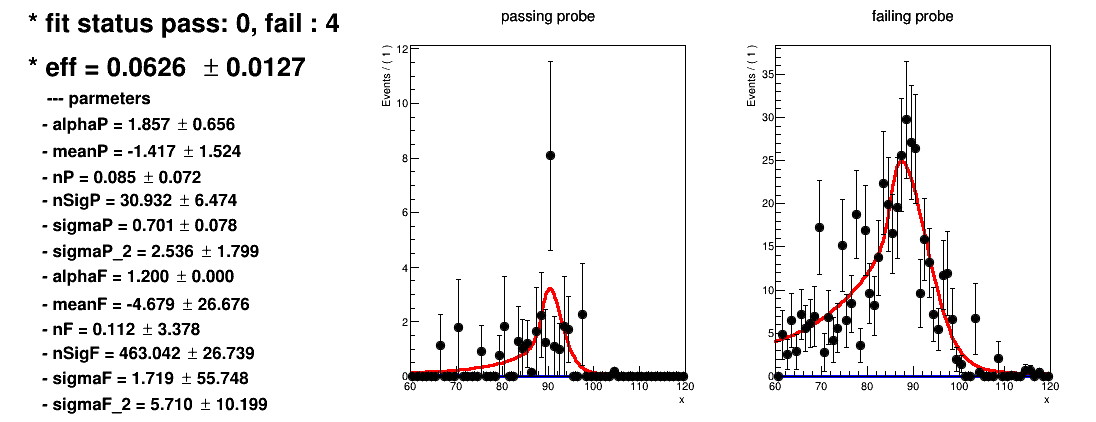 * fit status pass: 0, fail : 4
* eff = 0.0626 ± 0.0127
--- parmeters
- alphaP = 1.857 ± 0.656
- meanP = -1.417 ± 1.524
- nP = 0.085 ± 0.072
- nSigP = 30.932 ± 6.474
- sigmaP = 0.701 ± 0.078
- sigmaP_2 = 2.536 ± 1.799
- alphaF = 1.200 ± 0.000
- meanF = -4.679 ± 26.676
- nF = 0.112 ± 3.378
- nSigF = 463.042 ± 26.739
- sigmaF = 1.719 ± 55.748
- sigmaF_2 = 5.710 ± 10.199
passing probe
Events / ( 1 )
12
10
8
6
4
2
0
60 70 80 90 100 110 120
x
failing probe
Events / ( 1 )
35
30
25
20
15
10
5
0
60 70 80 90 100 110 120
x